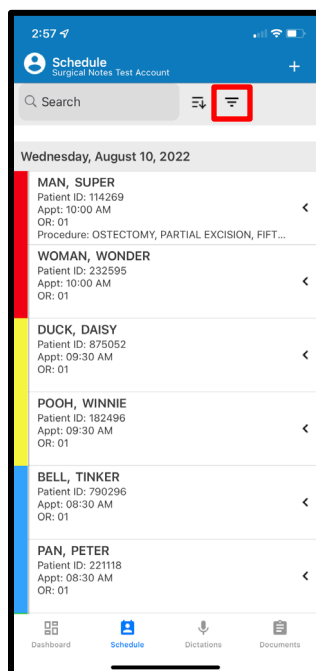 2:57
Schedule
Surgical Notes Test Account
+
Search
Wednesday, August 10, 2022
MAN, SUPER
Patient ID: 114269
Appt: 10:00 AM
OR: 01
Procedure: OSTECTOMY, PARTIAL EXCISION, FIFT...
WOMAN, WONDER
Patient ID: 232595
Appt: 10:00 AM
OR: 01
DUCK, DAISY
Patient ID: 875052
Appt: 09:30 AM
OR: 01
POOH, WINNIE
Patient ID: 182496
Appt: 09:30 AM
OR: 01
BELL, TINKER
Patient ID: 790296
Appt: 08:30 AM
OR: 01
PAN, PETER
Patient ID: 221118
Appt: 08:30 AM
OR: 01
Dashboard Schedule Dictations Documents